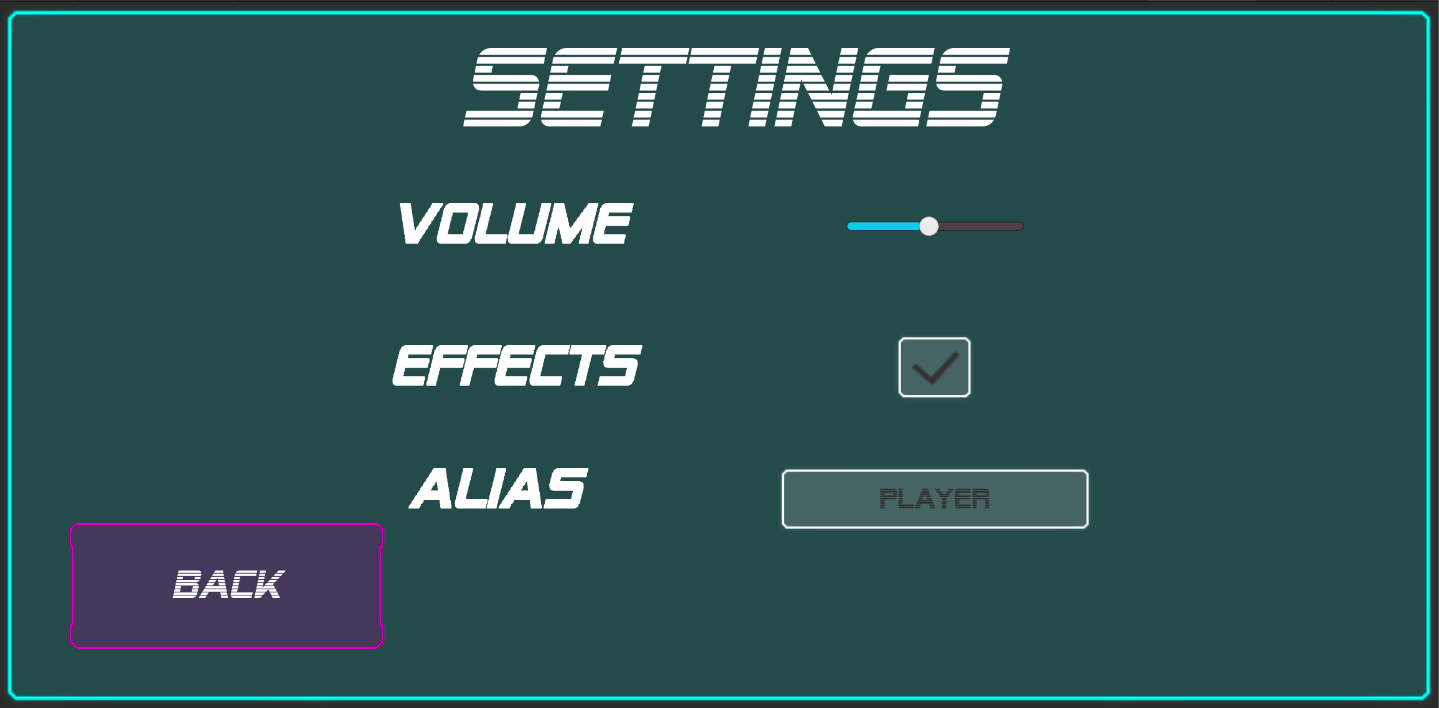 SETTINGS
VOLUME
EFFECTS
ALIAS
PLAYER
BACK